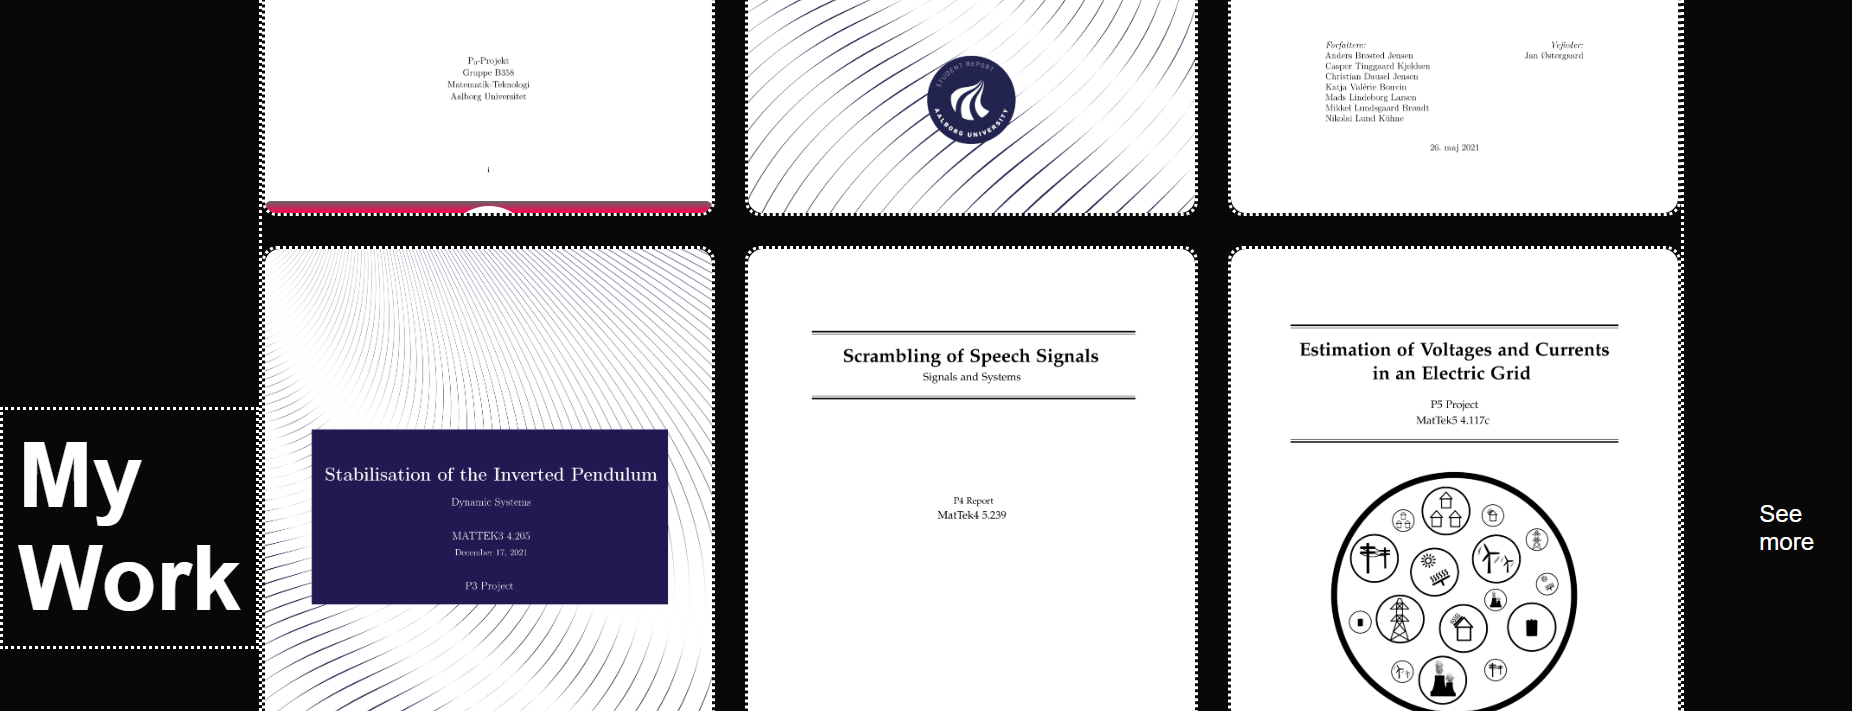 P0-Projekt
Gruppe B358
Matematik-Teknologi
Aalborg Universitet
i
STUDENT REPORT
AALBORG UNIVERSITY
Forfattere:
Anders Brøsted Jensen
Casper Tinggaard Kjeldsen
Christian Dausel Jensen
Katja Valérie Bonvin
Mads Lindeborg Larsen
Mikkel Lundsgaard Brøndt
Nikolai Lund Kühne
Vejleder:
Jan Østergaard
26. maj 2021
My
Work
Stabilisation of the Inverted Pendulum
Dynamic Systems
MATTEK3 4.205
December 17, 2021
P3 Project
Scrambling of Speech Signals
Signals and Systems
P4 Report
MatTek4 5.239
Estimation of Voltages and Currents
in an Electric Grid
P5 Project
MatTek5 4.117c
See
more